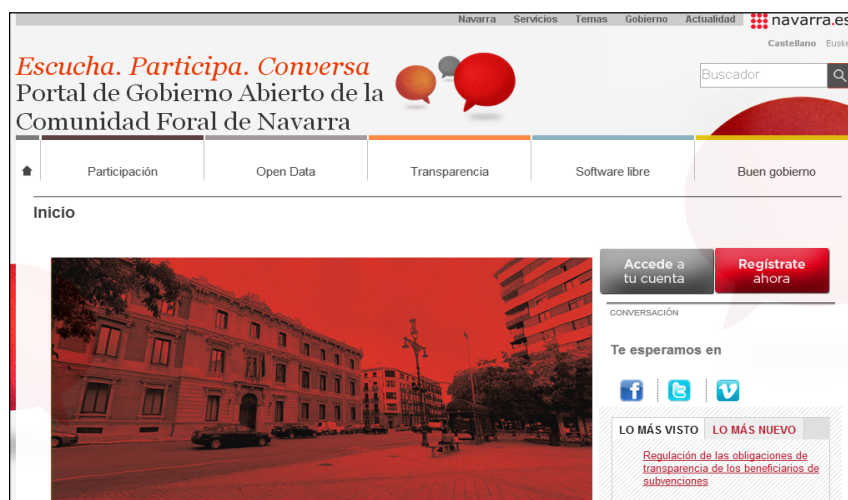 Navarra Servicios Temas Gobierno Actualidad navarra.es
Castellano
Escucha. Participa. Conversa
Portal de Gobierno Abierto de la
Comunidad Foral de Navarra
Buscador
Participación Open Data Transparencia Software libre Buen gobierno
Inicio
Accede a
tu cuenta
Regístrate
ahora
CONVERSACIÓN
Te esperamos en
LO MÁS VISTO LO MÁS NUEVO
Regulación de las obligaciones de
transparencia de los beneficiarios de
subvenciones